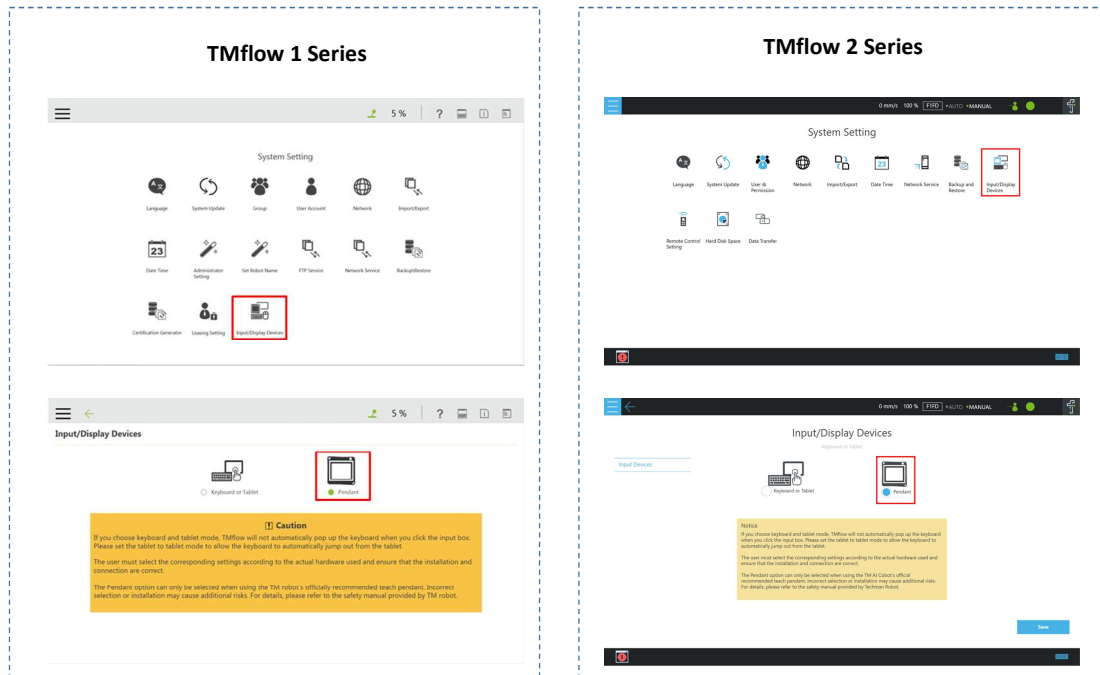 TMflow 1 Series
5 %
?
System Setting
Language
System Update
Group
User Account
Network
Import/Export
23
Date Time
Administrator
Setting
Set Robot Name
FTP Service
Network Service
Backup/Restore
Certification Generator
Leasing Setting
Input/Display Devices
5 %
?
Input/Display Devices
Keyboard or Tablet
Pendant
Caution
If you choose keyboard and tablet mode, TMflow will not automatically pop up the keyboard when you click the input box.
Please set the tablet to tablet mode to allow the keyboard to automatically jump out from the tablet.
The user must select the corresponding settings according to the actual hardware used and ensure that the installation and
connection are correct.
The Pendant option can only be selected when using the TM robot's officially recommended teach pendant. Incorrect
selection or installation may cause additional risks. For details, please refer to the safety manual provided by TM robot.
TMflow 2 Series
0 mm/s 100 % F1FD •AUTO •MANUAL
System Setting
Language
System Update
User &
Permission
Network
Import/Export
23
Date Time
Network Service
Backup and
Restore
Input/Display
Devices
Remote Control
Setting
Hard Disk Space
Data Transfer
0 mm/s 100 % F1FD •AUTO •MANUAL
Input/Display Devices
Keyboard or Tablet
Input Devices
Keyboard or Tablet
Pendant
Notice
If you choose keyboard and tablet mode, TMflow will not automatically pop up the keyboard
when you click the input box. Please set the tablet to tablet mode to allow the keyboard to
automatically jump out from the tablet.
The user must select the corresponding settings according to the actual hardware used and
ensure that the installation and connection are correct.
The Pendant option can only be selected when using the TM AI Cobot's official
recommended teach pendant. Incorrect selection or installation may cause additional risks.
For details, please refer to the safety manual provided by Techman Robot.
Save